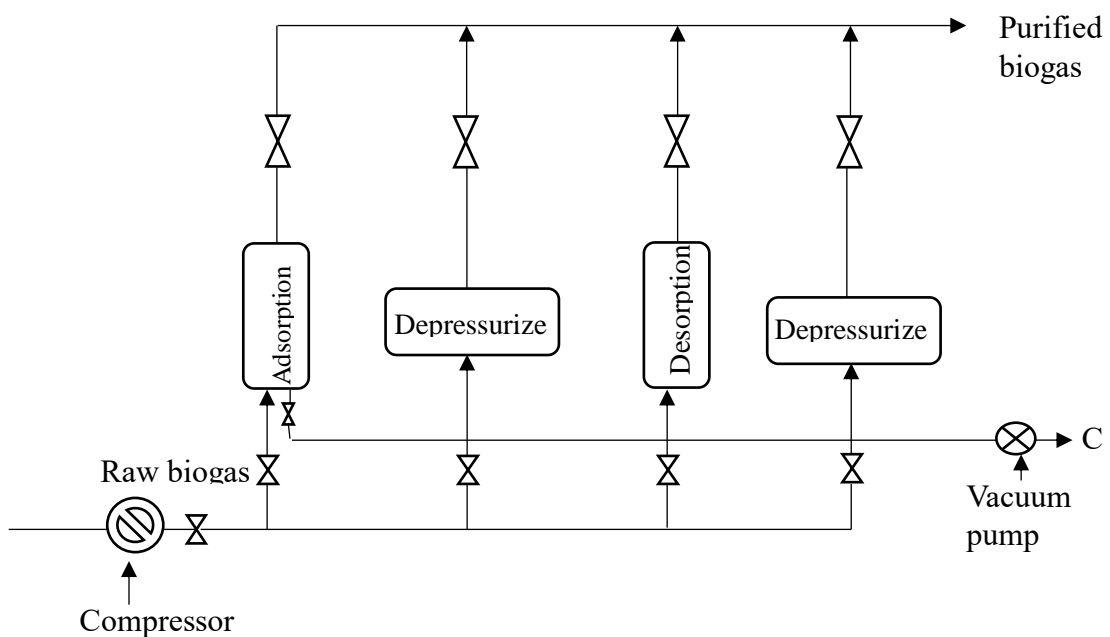 Purified
biogas
Adsorption
Depressurize
Desorption
Depressurize
C
Raw biogas
Vacuum
pump
Compressor